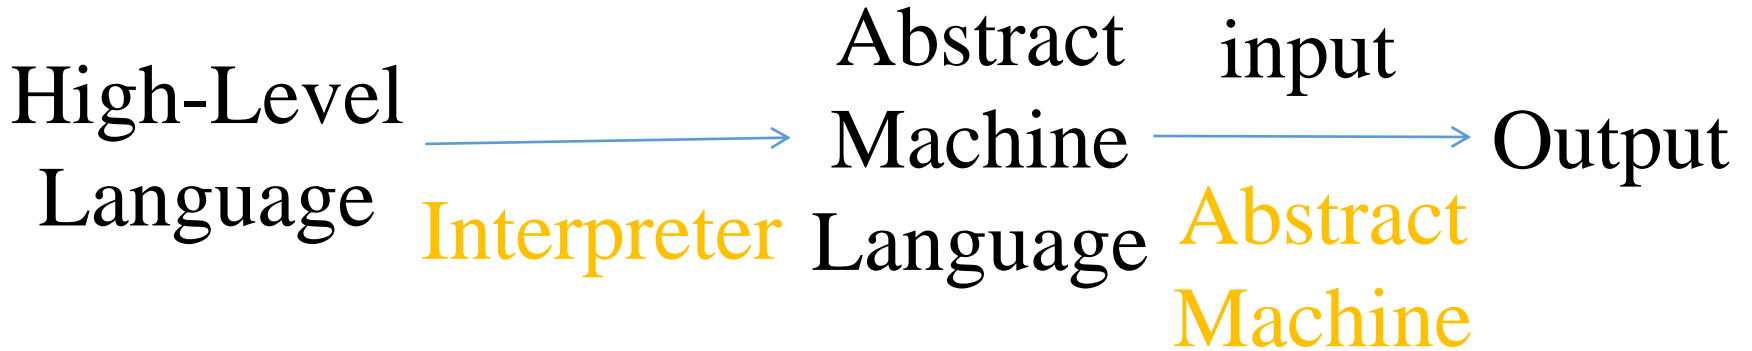 High-Level
Language
Interpreter
Abstract
Machine
Language
input
Abstract
Machine
Output